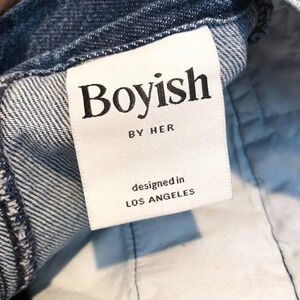 Boyish
BY HER
designed in
LOS ANGELES